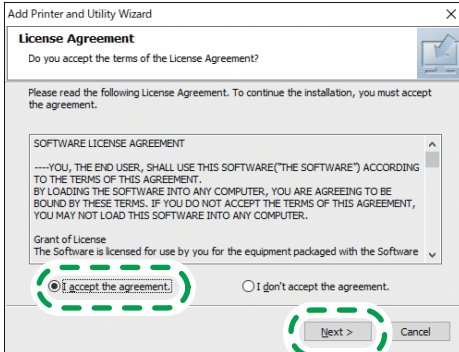 Add Printer and Utility Wizard
License Agreement
Do you accept the terms of the License Agreement?
Please read the following License Agreement. To continue the installation, you must accept
the agreement.
SOFTWARE LICENSE AGREEMENT
----YOU, THE END USER, SHALL USE THIS SOFTWARE("THE SOFTWARE") ACCORDING
TO THE TERMS OF THIS AGREEMENT.
BY LOADING THE SOFTWARE INTO ANY COMPUTER, YOU ARE AGREEING TO BE
BOUND BY THESE TERMS. IF YOU DO NOT ACCEPT THE TERMS OF THIS AGREEMENT,
YOU MAY NOT LOAD THIS SOFTWARE INTO ANY COMPUTER.
Grant of License
The Software is licensed for use by you for the equipment packaged with the Software
I accept the agreement.
I don't accept the agreement.
Next >
Cancel